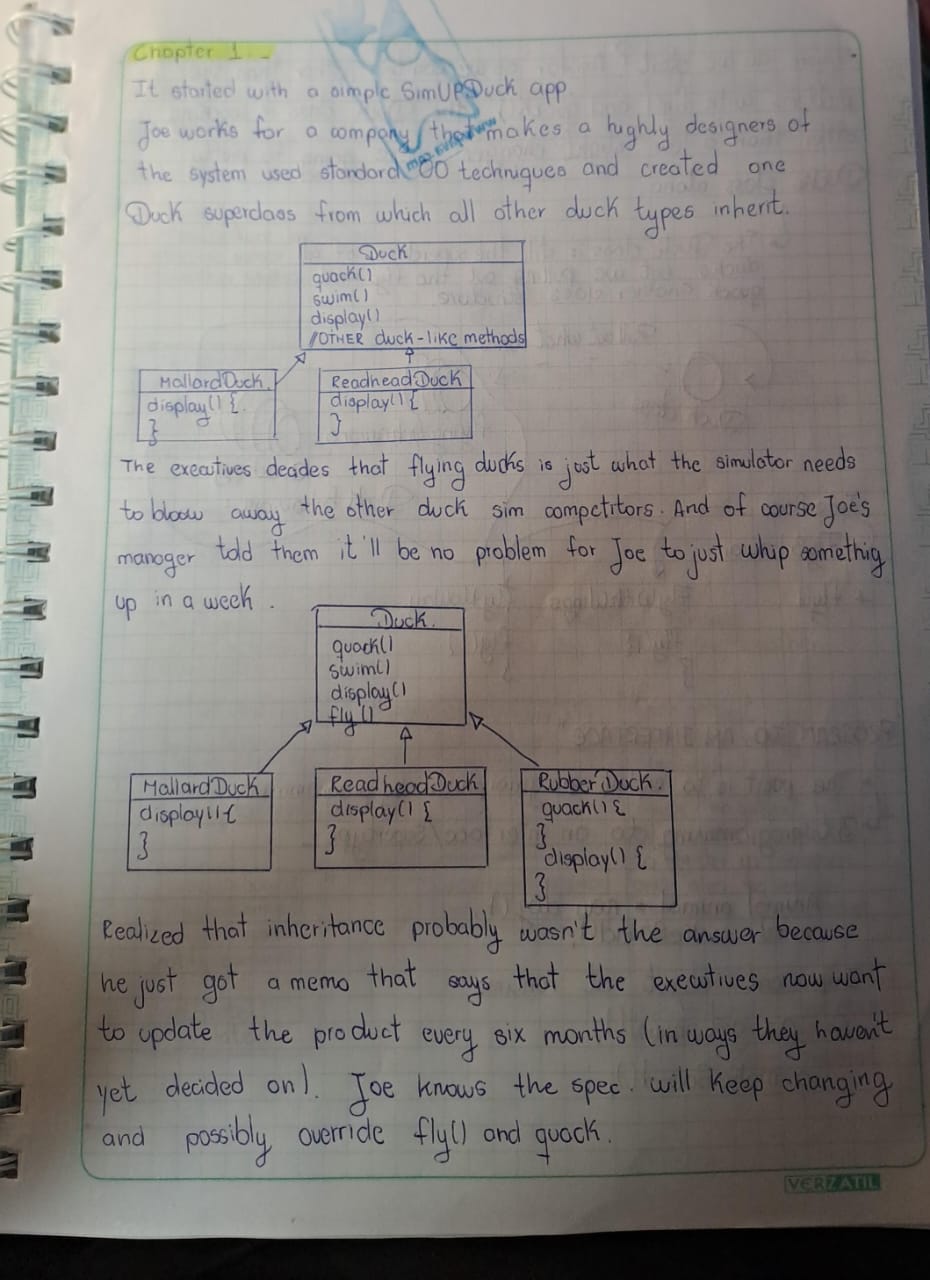 Chapter 1 -
It started with a simple SimUPDuck app
Joe works for a company that makes a highly designers of
the system used standard OO techniques and created one
Duck superclass from which all other duck types inherit.
Duck
quack()
swim()
display()
//OTHER duck-like methods
MallardDuck
display() {
}
ReadheadDuck
display() {
}
The executives decides that flying ducks is just what the simulator needs
to bloow away the other duck sim competitors. And of course Joe's
manager told them it'll be no problem for Joe to just whip somethig
up in a week.
Duck
quack()
swim()
display()
fly()
MallardDuck
display() {
}
ReadheadDuck
display() {
}
RubberDuck
quack() {
}
display() {
}
Realized that inheritance probably wasn't the answer because
he just got a memo that says that the executives now want
to update the product every six months (in ways they haven't
yet decided on). Joe knows the spec. will keep changing
and possibly override fly() and quack.
VERZATIL